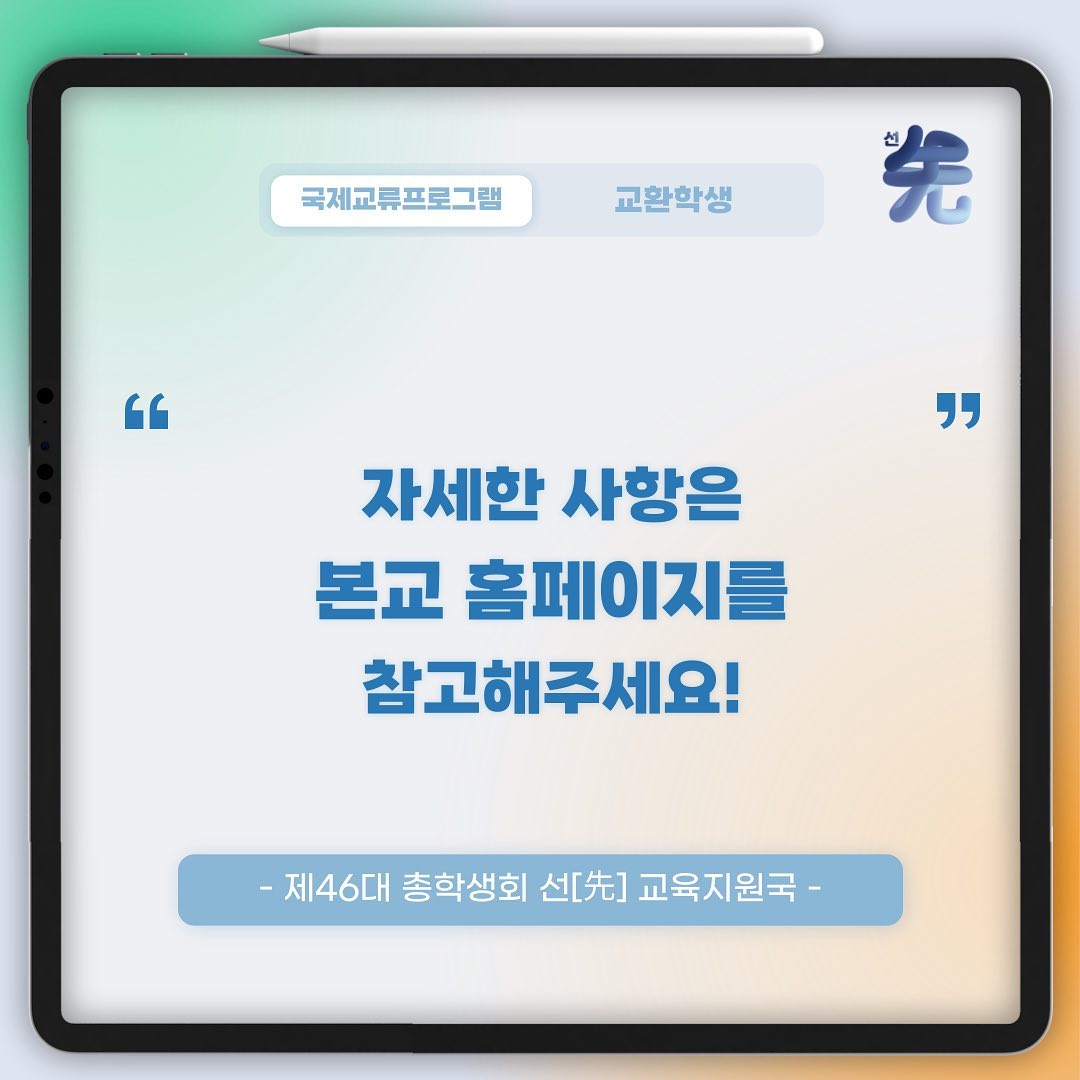 국제교류프로그램 교환학생
선 先
“ ”
자세한 사항은
본교 홈페이지를
참고해주세요!
- 제46대 총학생회 선[先] 교육지원국 -